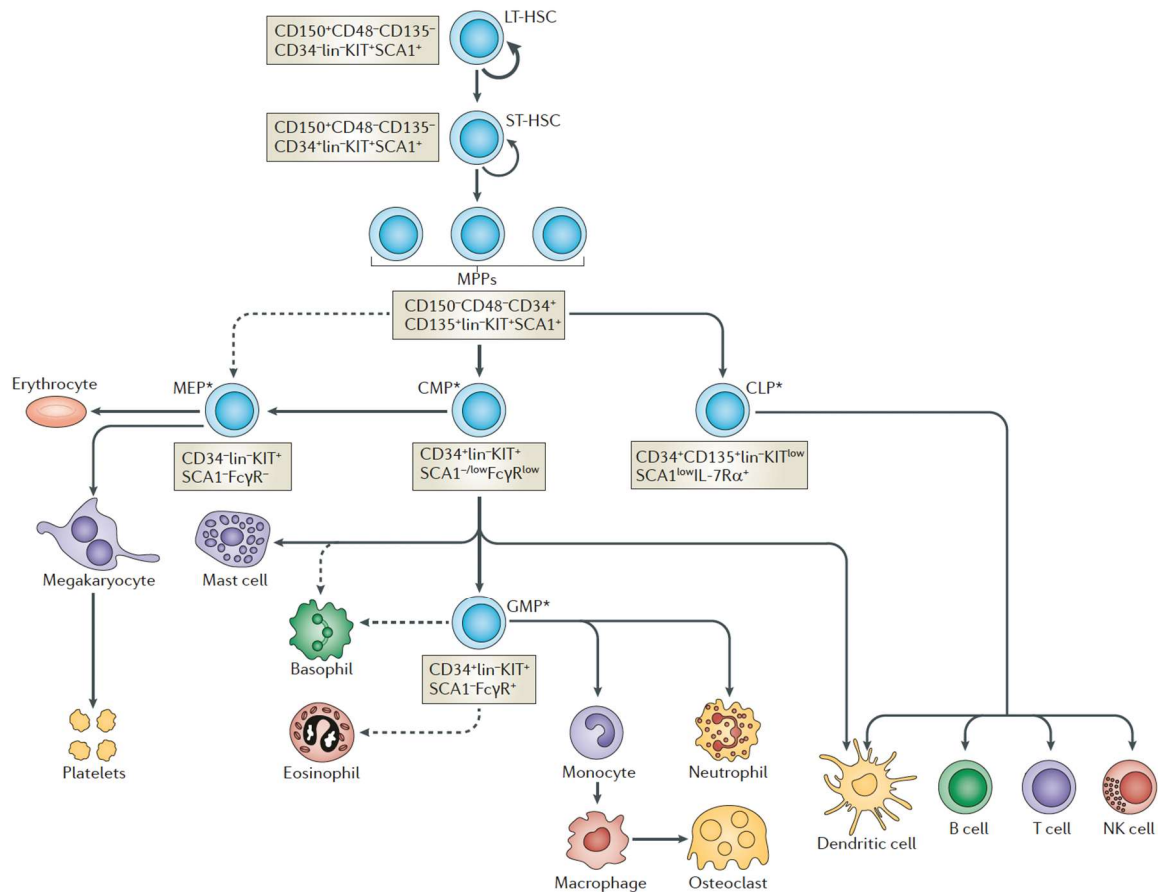 LT-HSC
CD150⁺CD48⁻CD135⁻
CD34⁻lin⁻KIT⁺SCA1⁺
ST-HSC
CD150⁺CD48⁻CD135⁻
CD34⁺lin⁻KIT⁺SCA1⁺
MPPs
CD150⁻CD48⁻CD34⁺
CD135⁺lin⁻KIT⁺SCA1⁺
Erythrocyte
MEP*
CMP*
CLP*
CD34⁻lin⁻KIT⁺
SCA1⁻FcγR⁻
CD34⁺lin⁻KIT⁺
SCA1⁻/ˡᵒʷFcγRˡᵒʷ
CD34⁺CD135⁺lin⁻KITˡᵒʷ
SCA1ˡᵒʷIL-7Rα⁺
Megakaryocyte
Mast cell
GMP*
Basophil
CD34⁺lin⁻KIT⁺
SCA1⁻FcγR⁺
Platelets
Eosinophil
Monocyte
Neutrophil
Dendritic cell
B cell
T cell
NK cell
Macrophage
Osteoclast